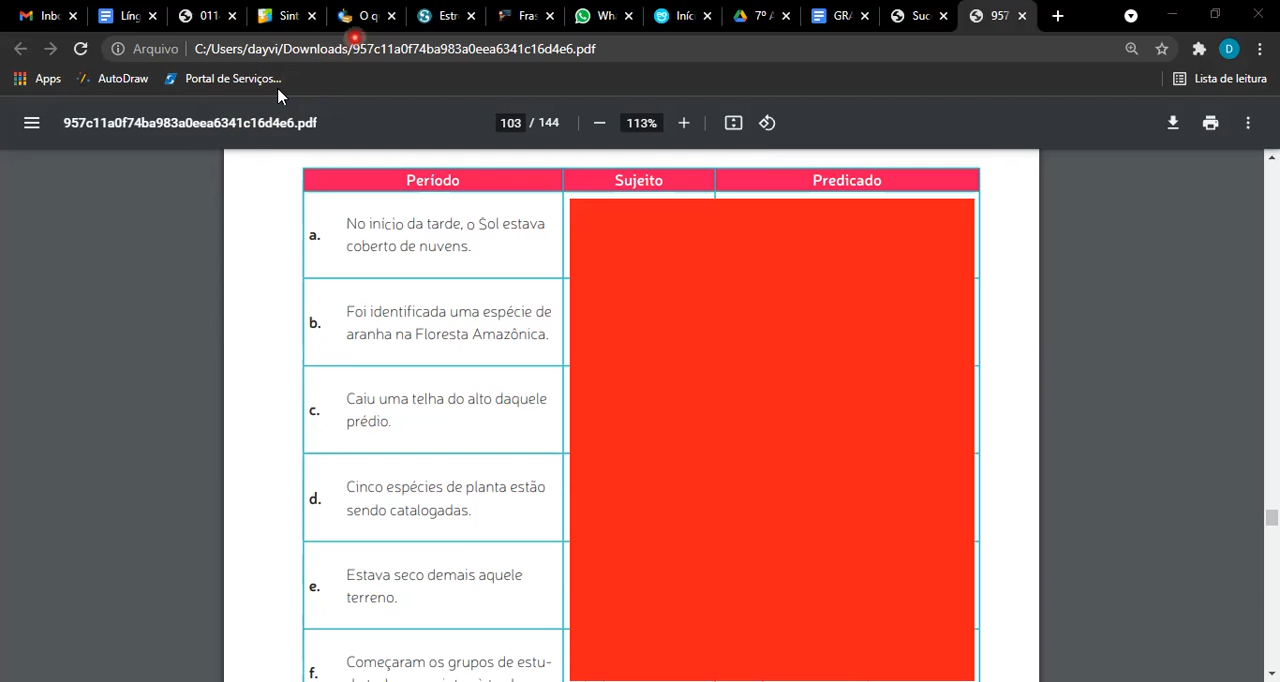 Inbo Líng 011- Sint O q Estr Fras Wh Iníc 7º A GRA Suc 957
Arquivo C:/Users/dayvi/Downloads/957c11a0f74ba983a0eea6341c16d4e6.pdf D
Apps AutoDraw Portal de Serviços... Lista de leitura
957c11a0f74ba983a0eea6341c16d4e6.pdf 103 / 144 113%
Período Sujeito Predicado
a. No início da tarde, o Sol estava
coberto de nuvens.
b. Foi identificada uma espécie de
aranha na Floresta Amazônica.
c. Caiu uma telha do alto daquele
prédio.
d. Cinco espécies de planta estão
sendo catalogadas.
e. Estava seco demais aquele
terreno.
f. Começaram os grupos de estu-